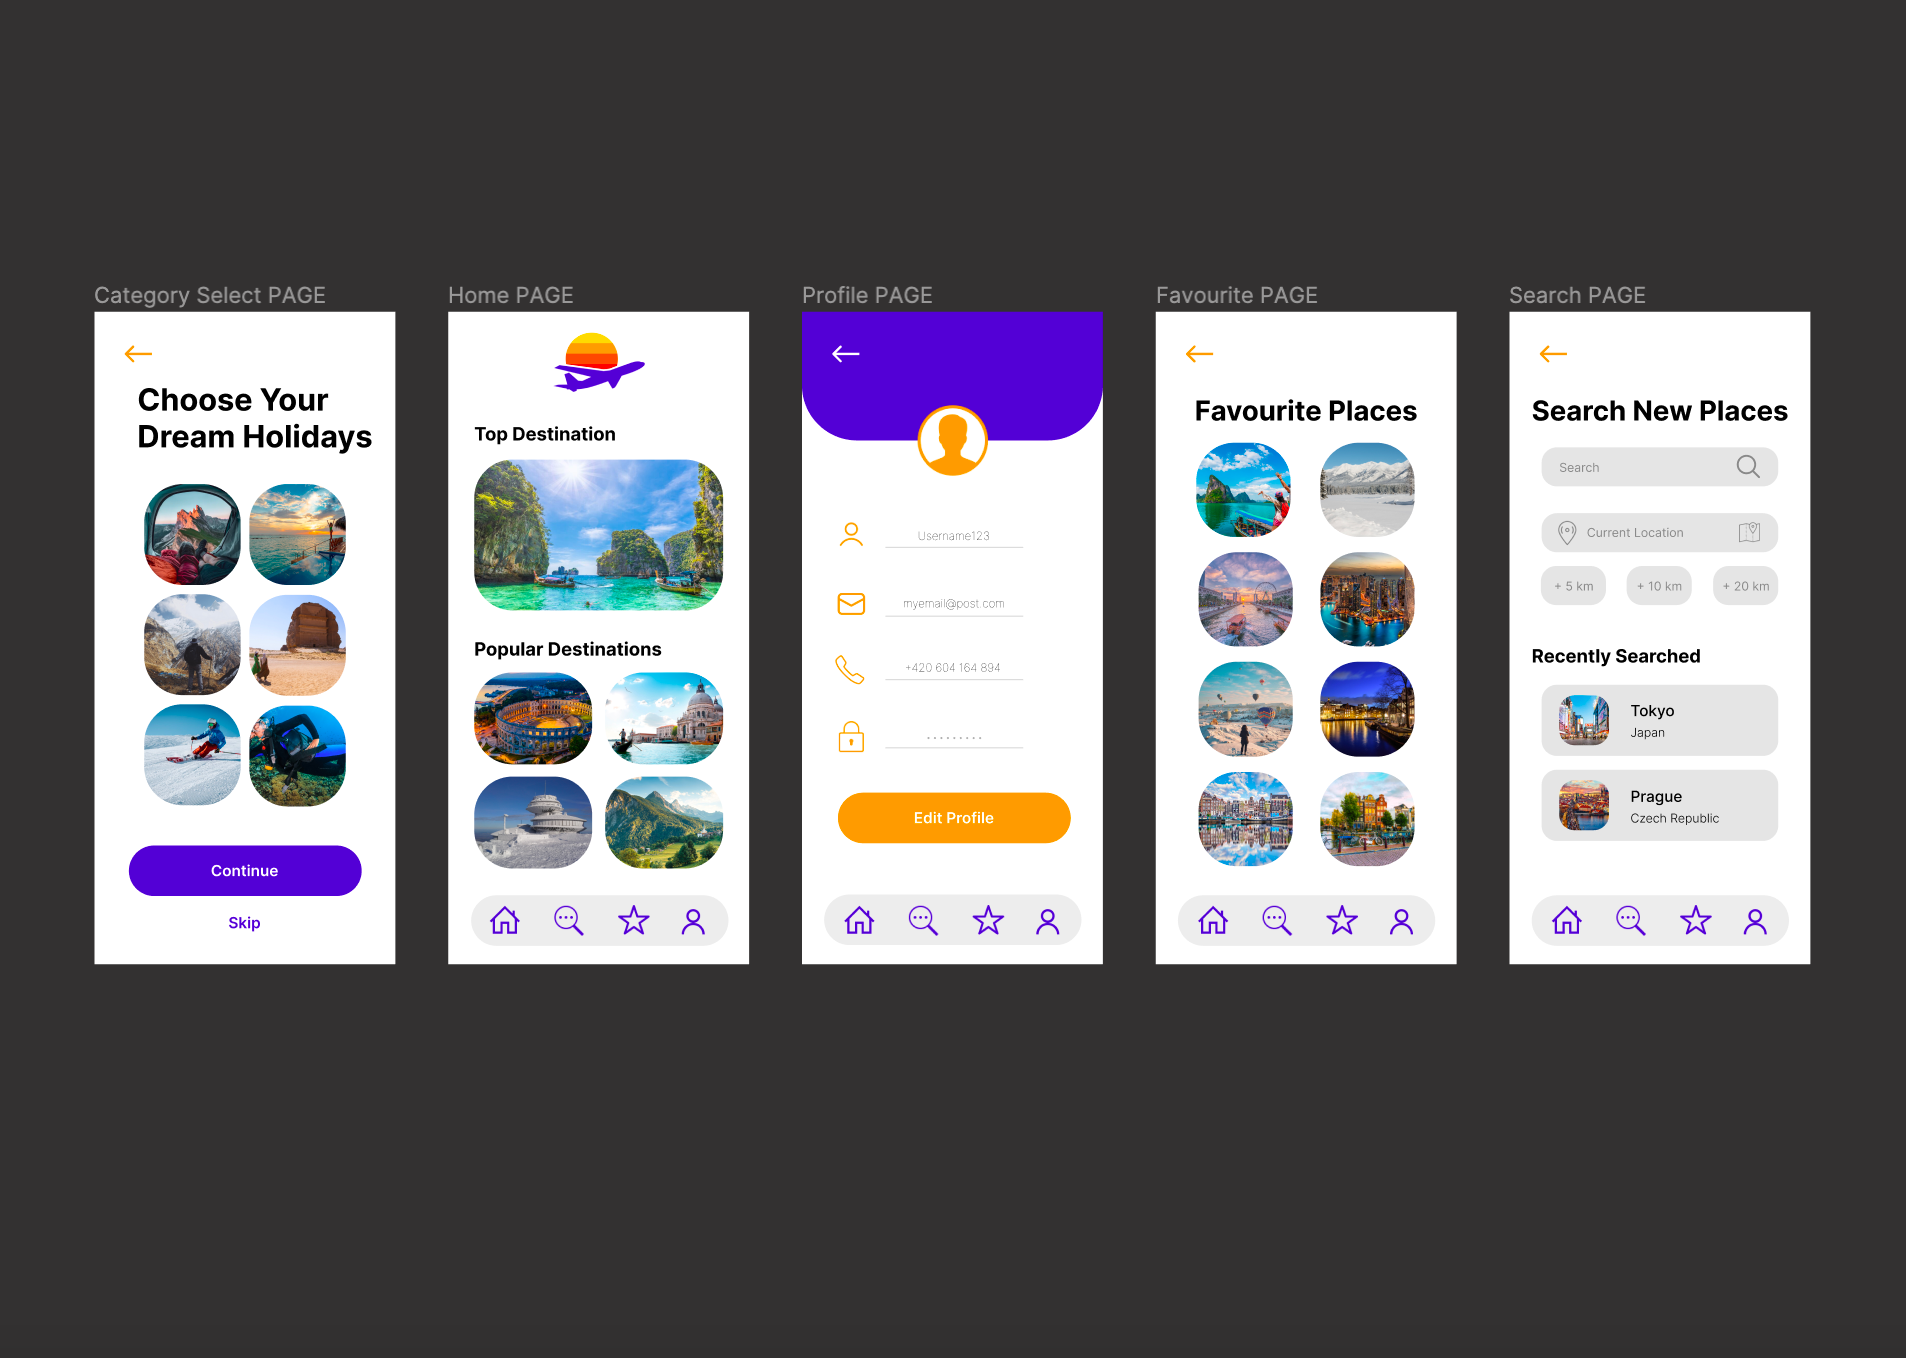 Category Select PAGE
Choose Your
Dream Holidays
Continue
Skip
Home PAGE
Top Destination
Popular Destinations
Profile PAGE
Username123
myemail@post.com
+420 604 164 894
Edit Profile
Favourite PAGE
Favourite Places
Search PAGE
Search New Places
Search
Current Location
+ 5 km
+ 10 km
+ 20 km
Recently Searched
Tokyo
Japan
Prague
Czech Republic